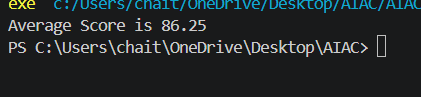 exe c:/Users/chait/OneDrive/Desktop/AIAC/AIAC
Average Score is 86.25
PS C:\Users\chait\OneDrive\Desktop\AIAC>